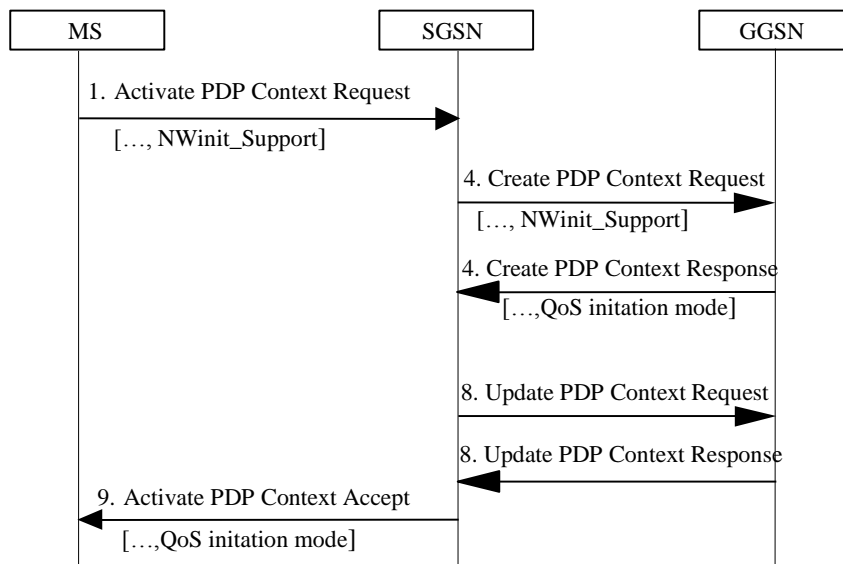 MS
SGSN
GGSN
1. Activate PDP Context Request
[…, NWinit_Support]
4. Create PDP Context Request
[…, NWinit_Support]
4. Create PDP Context Response
[…,QoS initation mode]
8. Update PDP Context Request
8. Update PDP Context Response
9. Activate PDP Context Accept
[…,QoS initation mode]